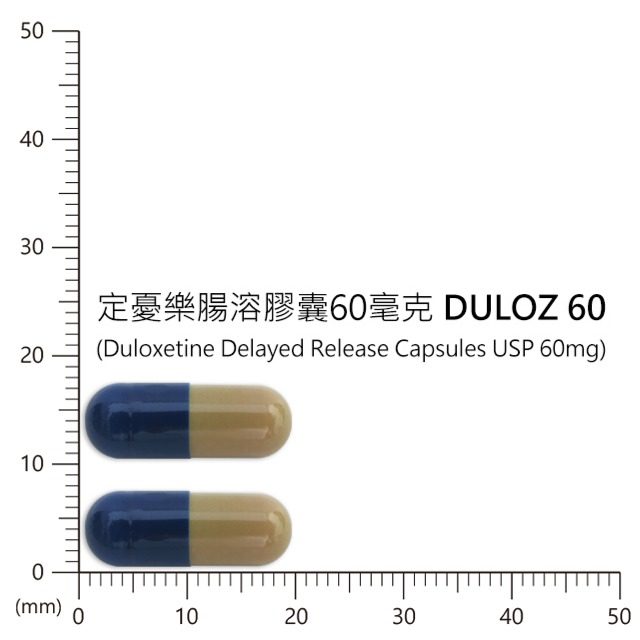 50
40
30
定憂樂腸溶膠囊60毫克 DULOZ 60
(Duloxetine Delayed Release Capsules USP 60mg)
20
10
0
(mm) 0 10 20 30 40 50